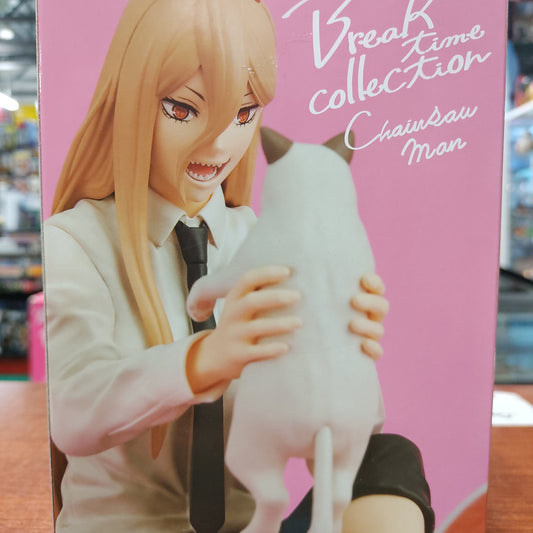 Break
time
collection
Chainsaw
man